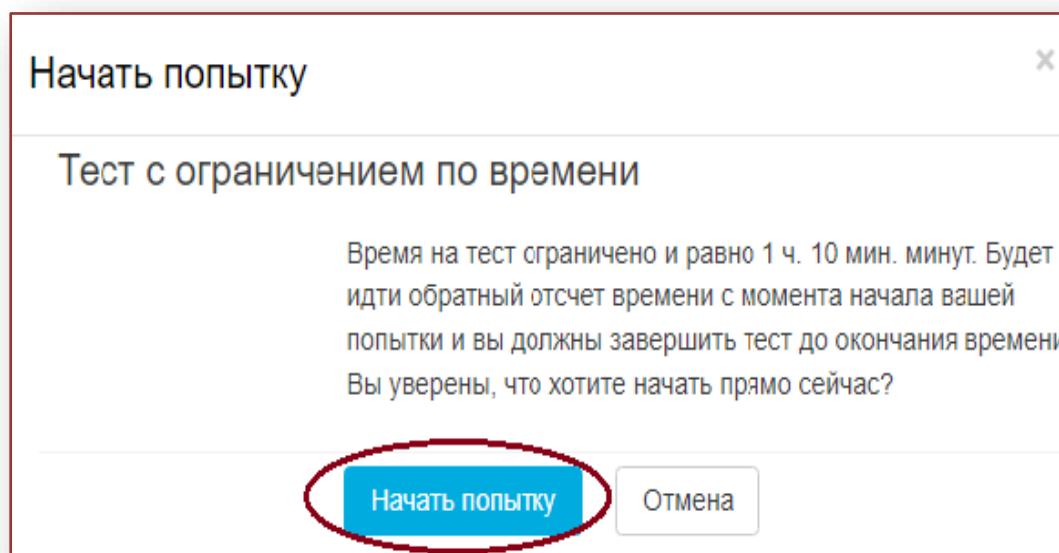 Начать попытку
×
Тест с ограничением по времени
Время на тест ограничено и равно 1 ч. 10 мин. минут. Будет
идти обратный отсчет времени с момента начала вашей
попытки и вы должны завершить тест до окончания времени
Вы уверены, что хотите начать прямо сейчас?
Начать попытку
Отмена